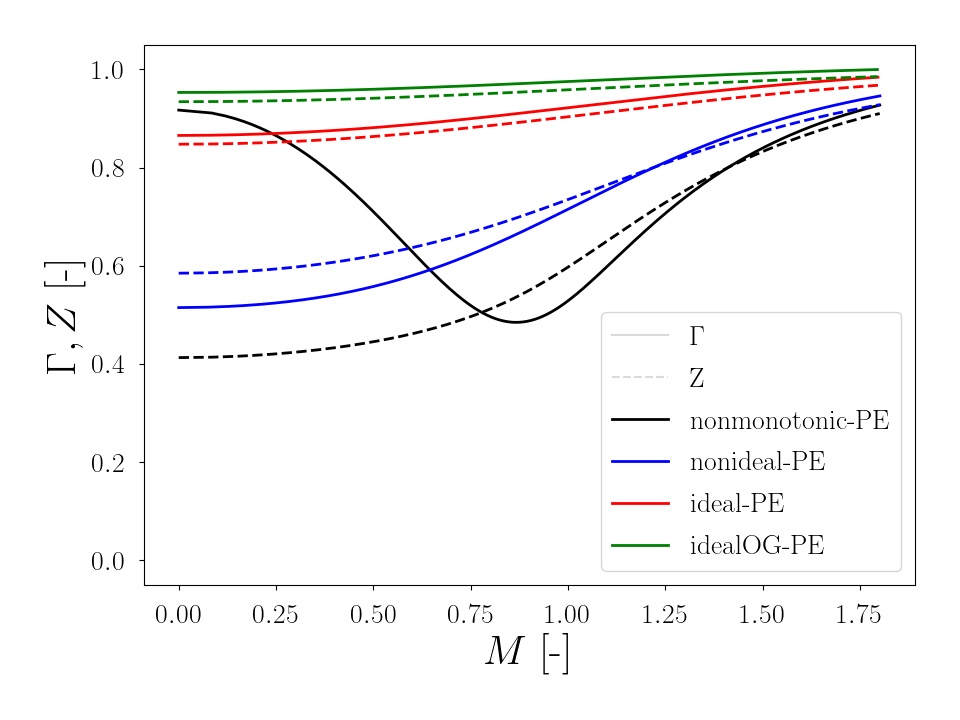 1.0
0.8
0.6
0.4
0.2
0.0
Γ, Z [-]
0.00 0.25 0.50 0.75 1.00 1.25 1.50 1.75
M [-]
Γ
Z
nonmonotonic-PE
nonideal-PE
ideal-PE
idealOG-PE